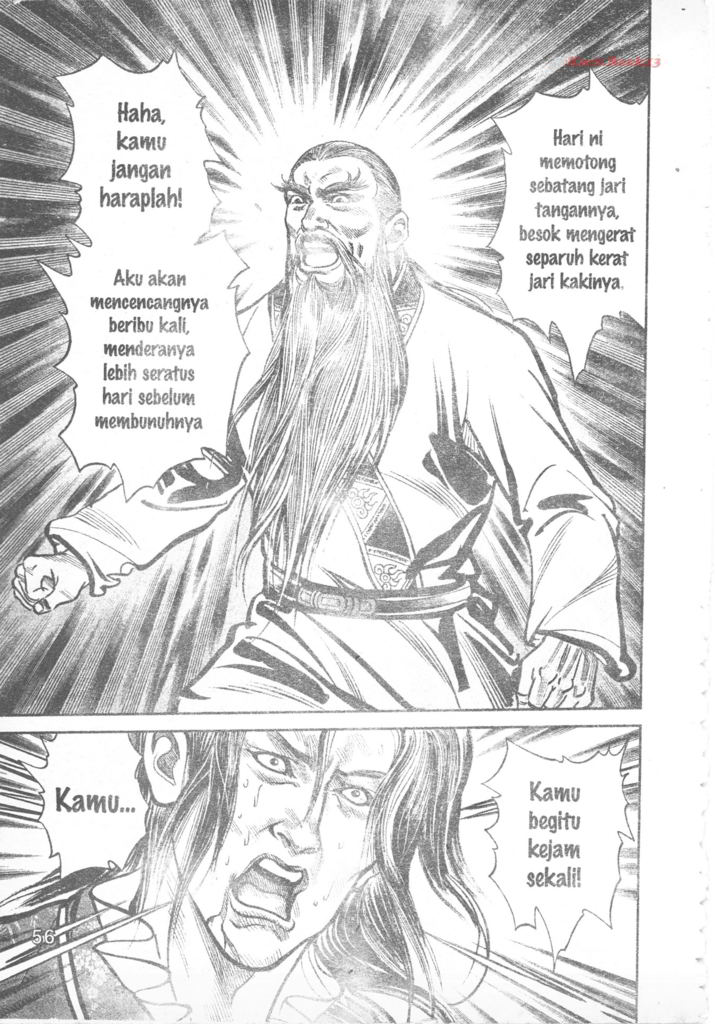 Haha,
kamu
jangan
haraplah!
Aku akan
mencencangnya
beribu kali,
menderanya
lebih seratus
hari sebelum
membunuhnya
Hari ni
memotong
sebatang jari
tangannya,
besok mengerat
separuh kerat
jari kakinya.
Kamu...
Kamu
begitu
kejam
sekali!
56